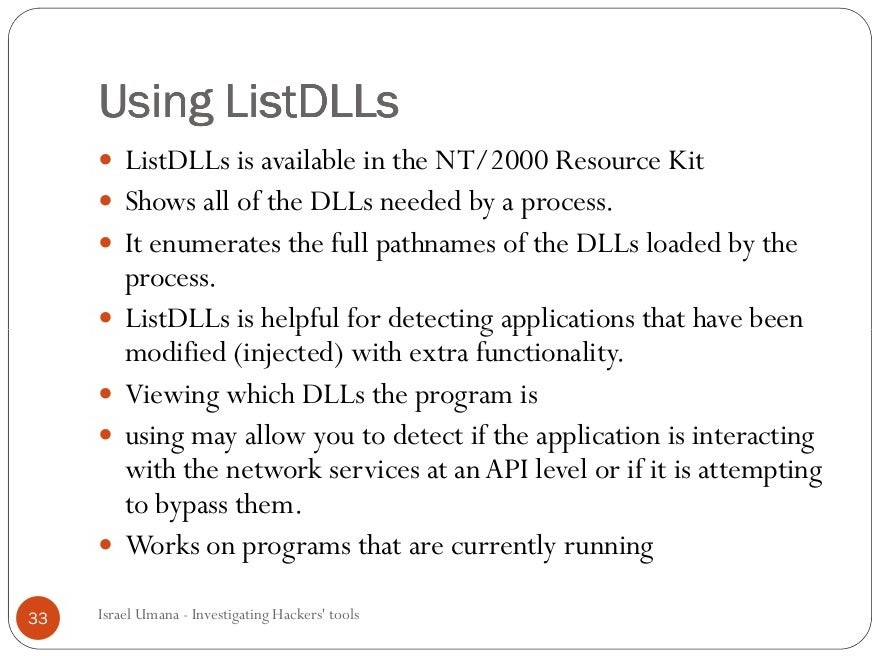 Using ListDLLs
• ListDLLs is available in the NT/2000 Resource Kit
• Shows all of the DLLs needed by a process.
• It enumerates the full pathnames of the DLLs loaded by the
process.
• ListDLLs is helpful for detecting applications that have been
modified (injected) with extra functionality.
• Viewing which DLLs the program is
• using may allow you to detect if the application is interacting
with the network services at an API level or if it is attempting
to bypass them.
• Works on programs that are currently running
33
Israel Umana - Investigating Hackers' tools